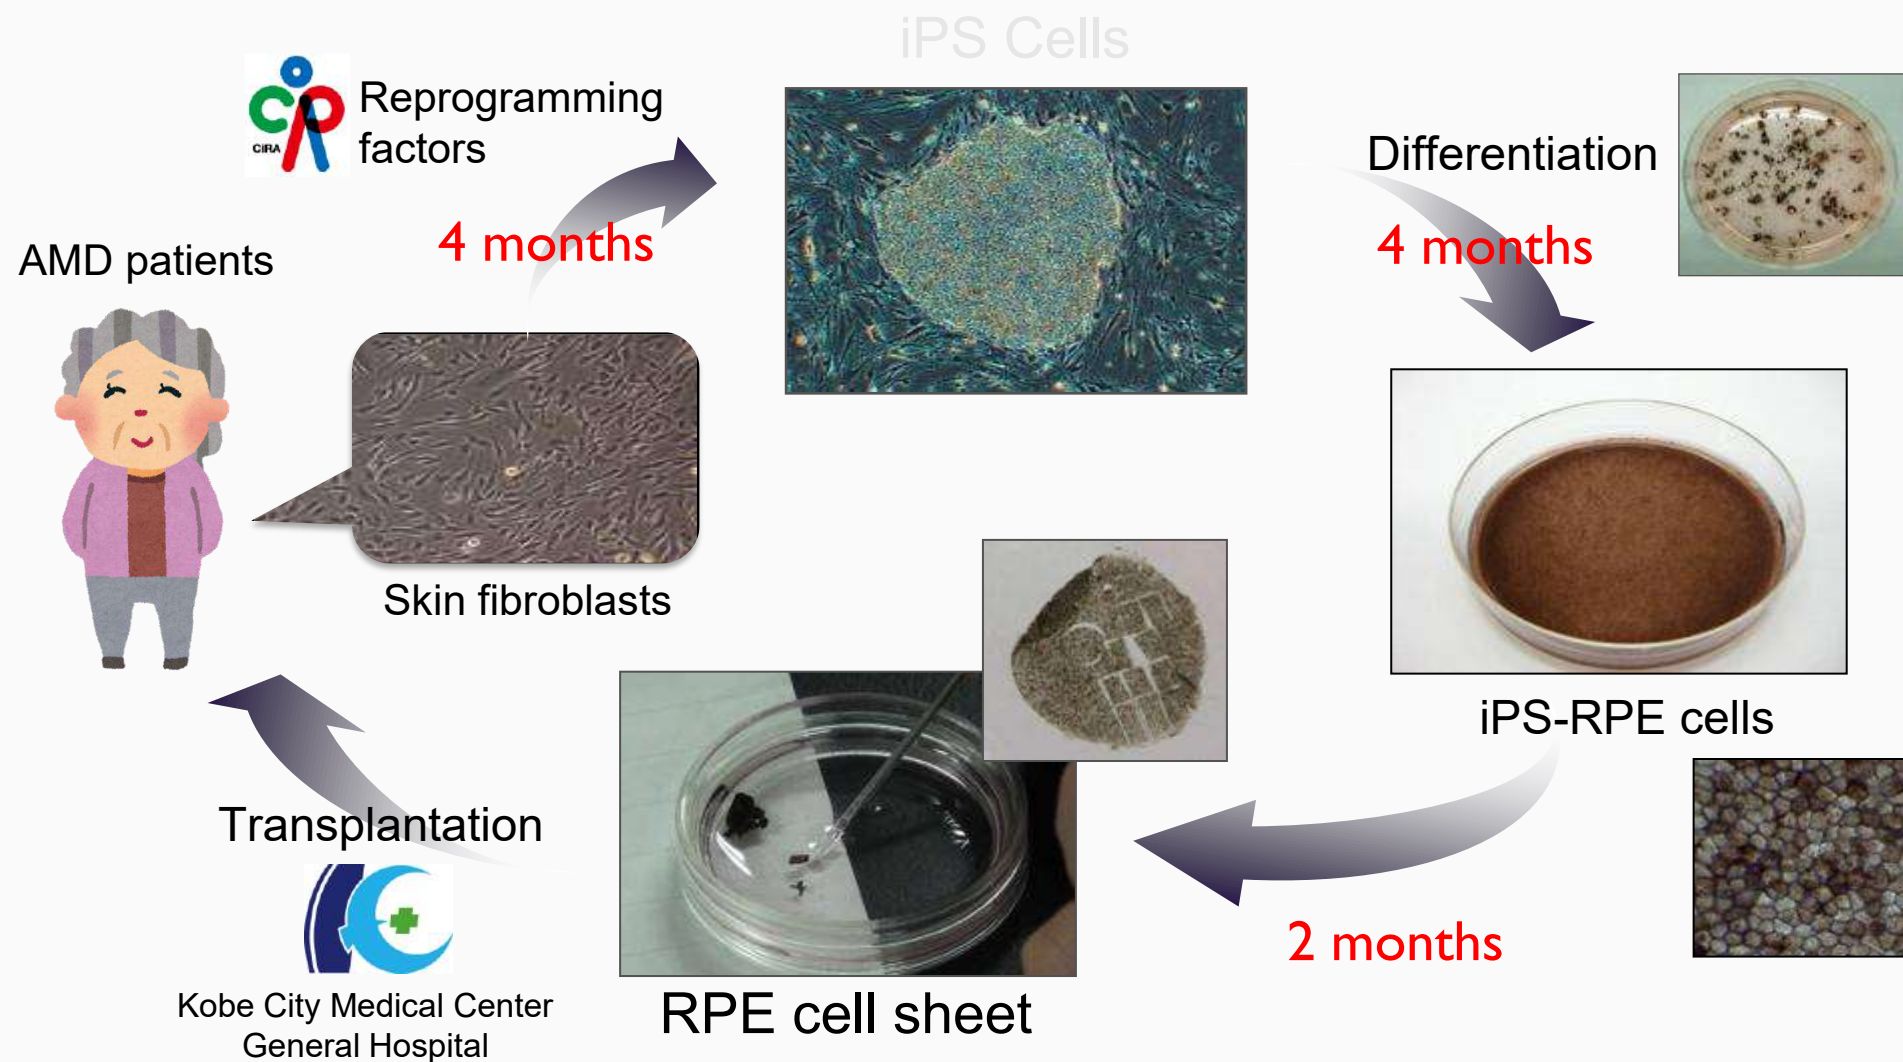 iPS Cells
CiRA
Reprogramming
factors
4 months
Differentiation
4 months
AMD patients
Skin fibroblasts
iPS-RPE cells
2 months
RPE cell sheet
Transplantation
Kobe City Medical Center
General Hospital